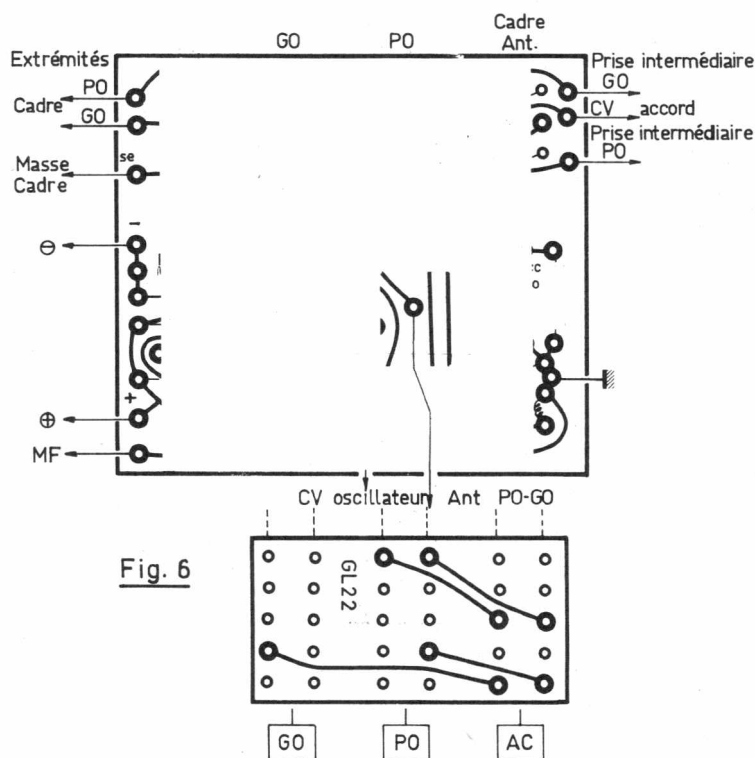 Cadre
GO PO Ant.
Extrémités
Prise intermédiaire
PO
GO
Cadre
CV accord
GO
Prise intermédiaire
PO
Masse
Cadre
se
−
⊖
cc
o
+
⊕
MF
CV oscillateur Ant PO-GO
Fig. 6
GL22
GO PO AC